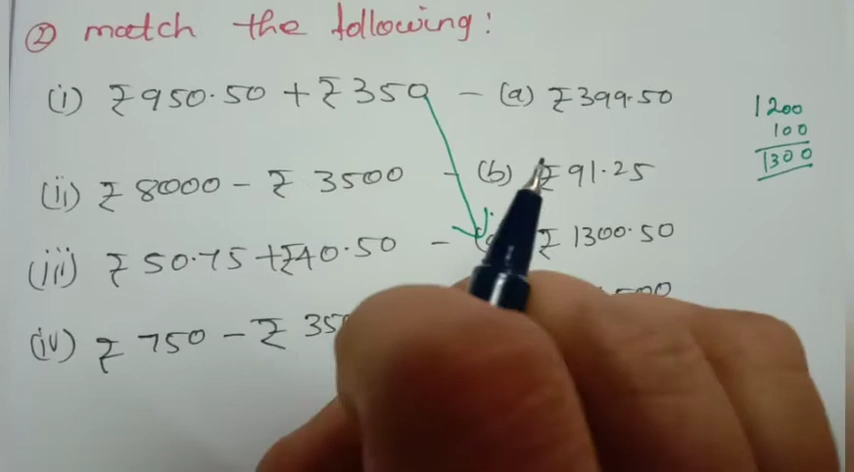 ② match the following:
(i) ₹950.50 + ₹350 - (a) ₹399.50
1200
100
1300
(ii) ₹8000 - ₹3500 - (b) ₹91.25
(iii) ₹50.75 + ₹40.50 - ₹1300.50
(iv) ₹750 - ₹